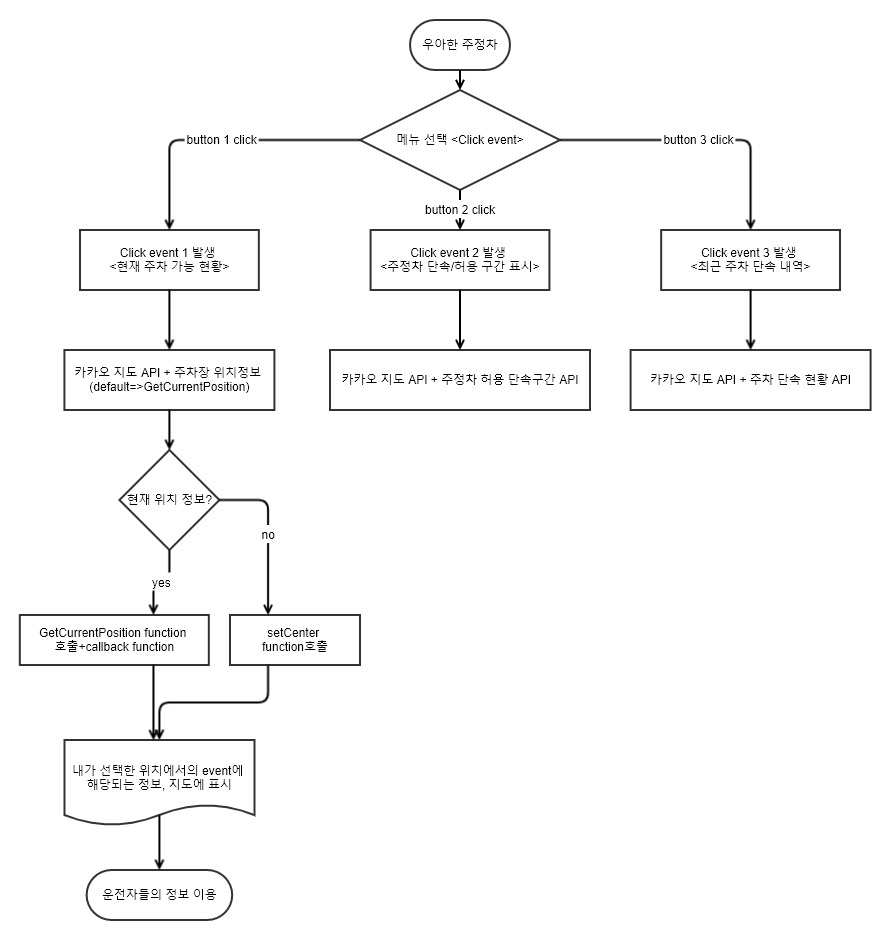 우아한 주정차
메뉴 선택 <Click event>
button 1 click
button 3 click
button 2 click
Click event 1 발생
<현재 주차 가능 현황>
Click event 2 발생
<주정차 단속/허용 구간 표시>
Click event 3 발생
<최근 주차 단속 내역>
카카오 지도 API + 주차장 위치정보
(default=>GetCurrentPosition)
카카오 지도 API + 주정차 허용 단속구간 API
카카오 지도 API + 주차 단속 현황 API
현재 위치 정보?
no
yes
GetCurrentPosition function
호출+callback function
setCenter
function호출
내가 선택한 위치에서의 event에
해당되는 정보, 지도에 표시
운전자들의 정보 이용